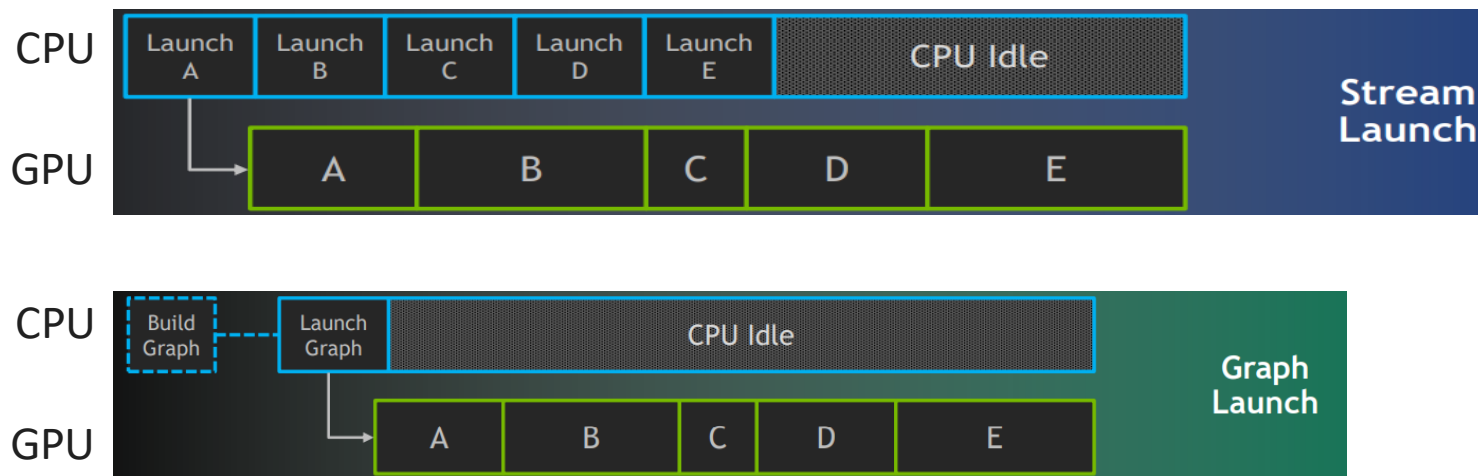 CPU
Launch
A
Launch
B
Launch
C
Launch
D
Launch
E
CPU Idle
Stream
Launch
GPU
A
B
C
D
E
CPU
Build
Graph
Launch
Graph
CPU Idle
Graph
Launch
GPU
A
B
C
D
E